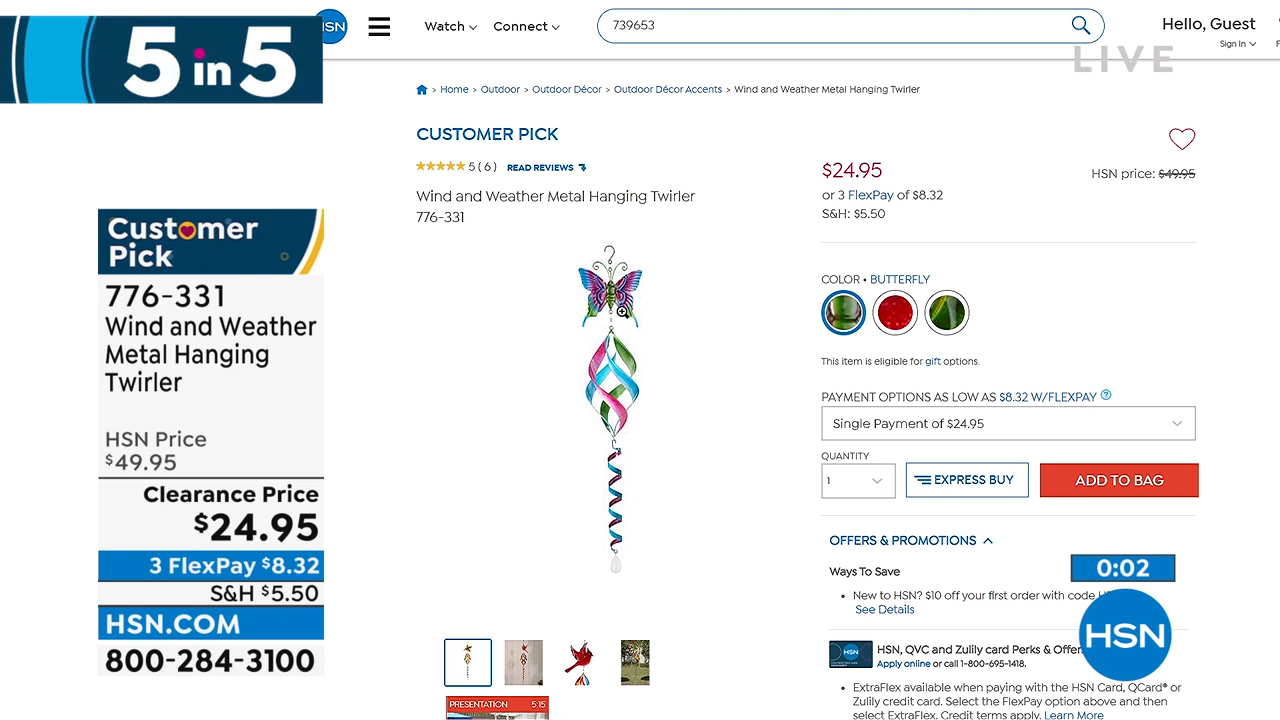 5 in 5
HSN
Watch
Connect
739653
Hello, Guest
Sign In
LIVE
> Home > Outdoor > Outdoor Décor > Outdoor Décor Accents > Wind and Weather Metal Hanging Twirler
CUSTOMER PICK
5 ( 6 ) READ REVIEWS
Wind and Weather Metal Hanging Twirler
776-331
$24.95
HSN price: $49.95
or 3 FlexPay of $8.32
S&H: $5.50
Customer
Pick
776-331
Wind and Weather
Metal Hanging
Twirler
HSN Price
$49.95
Clearance Price
$24.95
3 FlexPay $8.32
S&H $5.50
HSN.COM
800-284-3100
COLOR • BUTTERFLY
This item is eligible for gift options.
PAYMENT OPTIONS AS LOW AS $8.32 W/FLEXPAY ?
Single Payment of $24.95
QUANTITY
1
EXPRESS BUY
ADD TO BAG
OFFERS & PROMOTIONS
Ways To Save
0:02
• New to HSN? $10 off your first order with code
See Details
HSN
HSN, QVC and Zulily card Perks & Offer
Apply online or call 1-800-695-1418.
HSN
• ExtraFlex available when paying with the HSN Card, QCard® or
Zulily credit card. Select the FlexPay option above and then
select ExtraFlex. Credit terms apply. Learn More
PRESENTATION 5:15